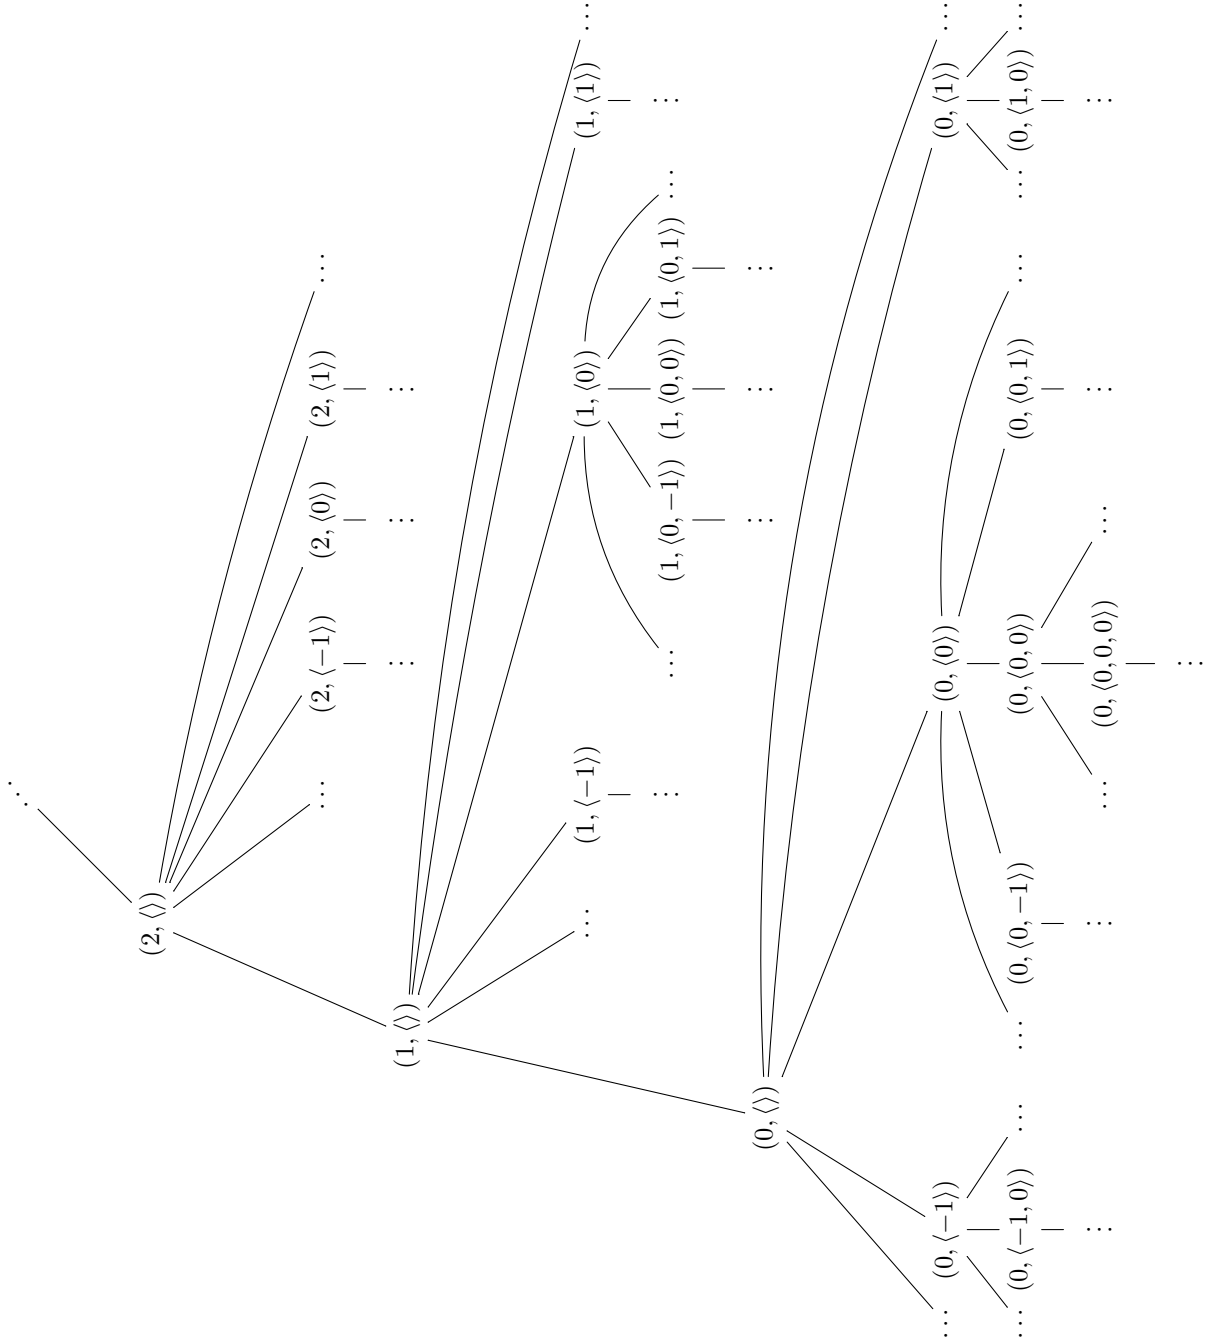 ⋰
(2, ⟨⟩)
… (2, ⟨−1⟩) (2, ⟨0⟩) (2, ⟨1⟩) …
… … …
(1, ⟨⟩)
… (1, ⟨−1⟩) (1, ⟨0⟩) (1, ⟨1⟩) …
… … (1, ⟨0, −1⟩) (1, ⟨0, 0⟩) (1, ⟨0, 1⟩) … …
… … …
(0, ⟨⟩)
… (0, ⟨−1⟩) (0, ⟨0⟩) (0, ⟨1⟩) …
… (0, ⟨−1, 0⟩) … … (0, ⟨0, −1⟩) (0, ⟨0, 0⟩) (0, ⟨0, 1⟩) … … (0, ⟨1, 0⟩) …
… … … (0, ⟨0, 0, 0⟩) … … …
…